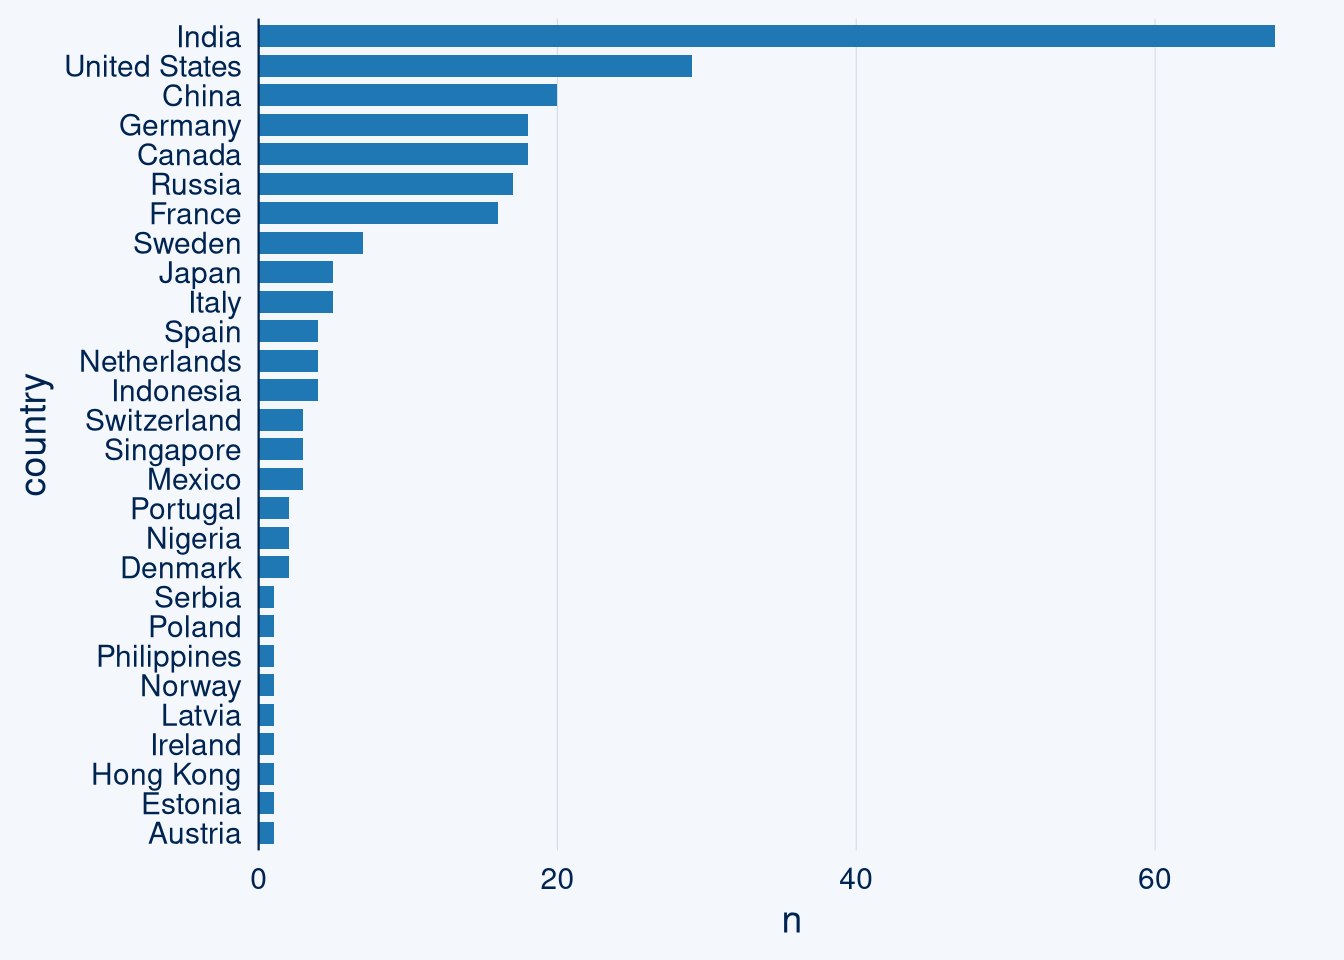 India
United States
China
Germany
Canada
Russia
France
Sweden
Japan
Italy
Spain
Netherlands
Indonesia
Switzerland
Singapore
Mexico
Portugal
Nigeria
Denmark
Serbia
Poland
Philippines
Norway
Latvia
Ireland
Hong Kong
Estonia
Austria
country
0 20 40 60
n